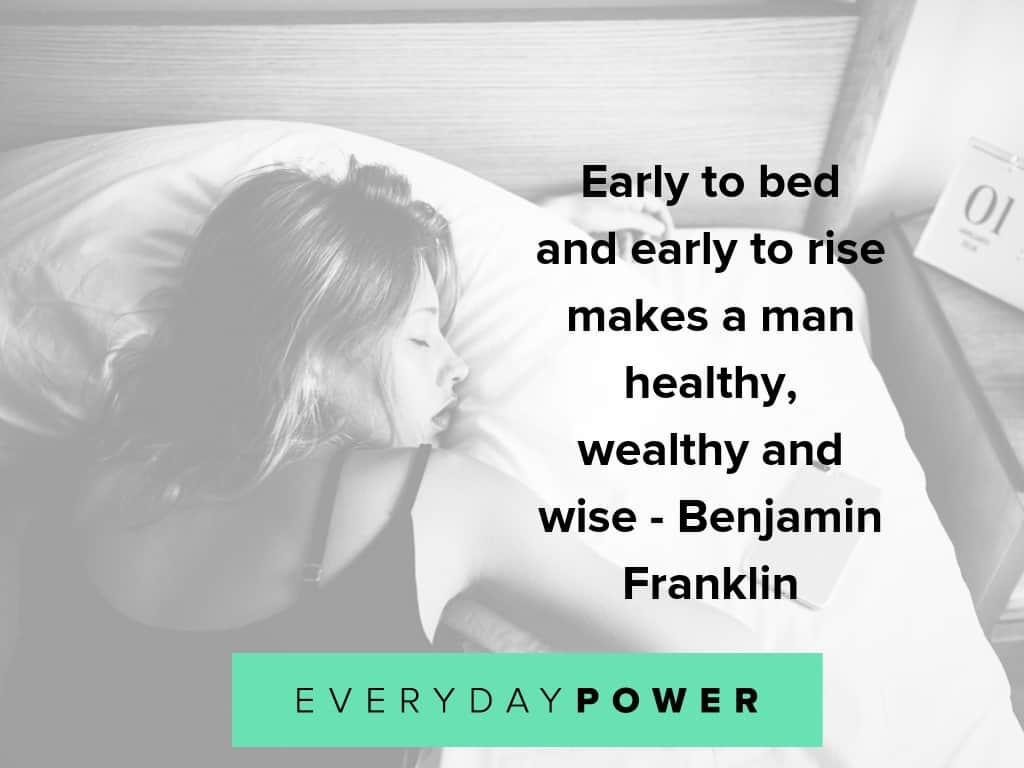 Early to bed
and early to rise
makes a man
healthy,
wealthy and
wise - Benjamin
Franklin
01
EVERYDAYPOWER